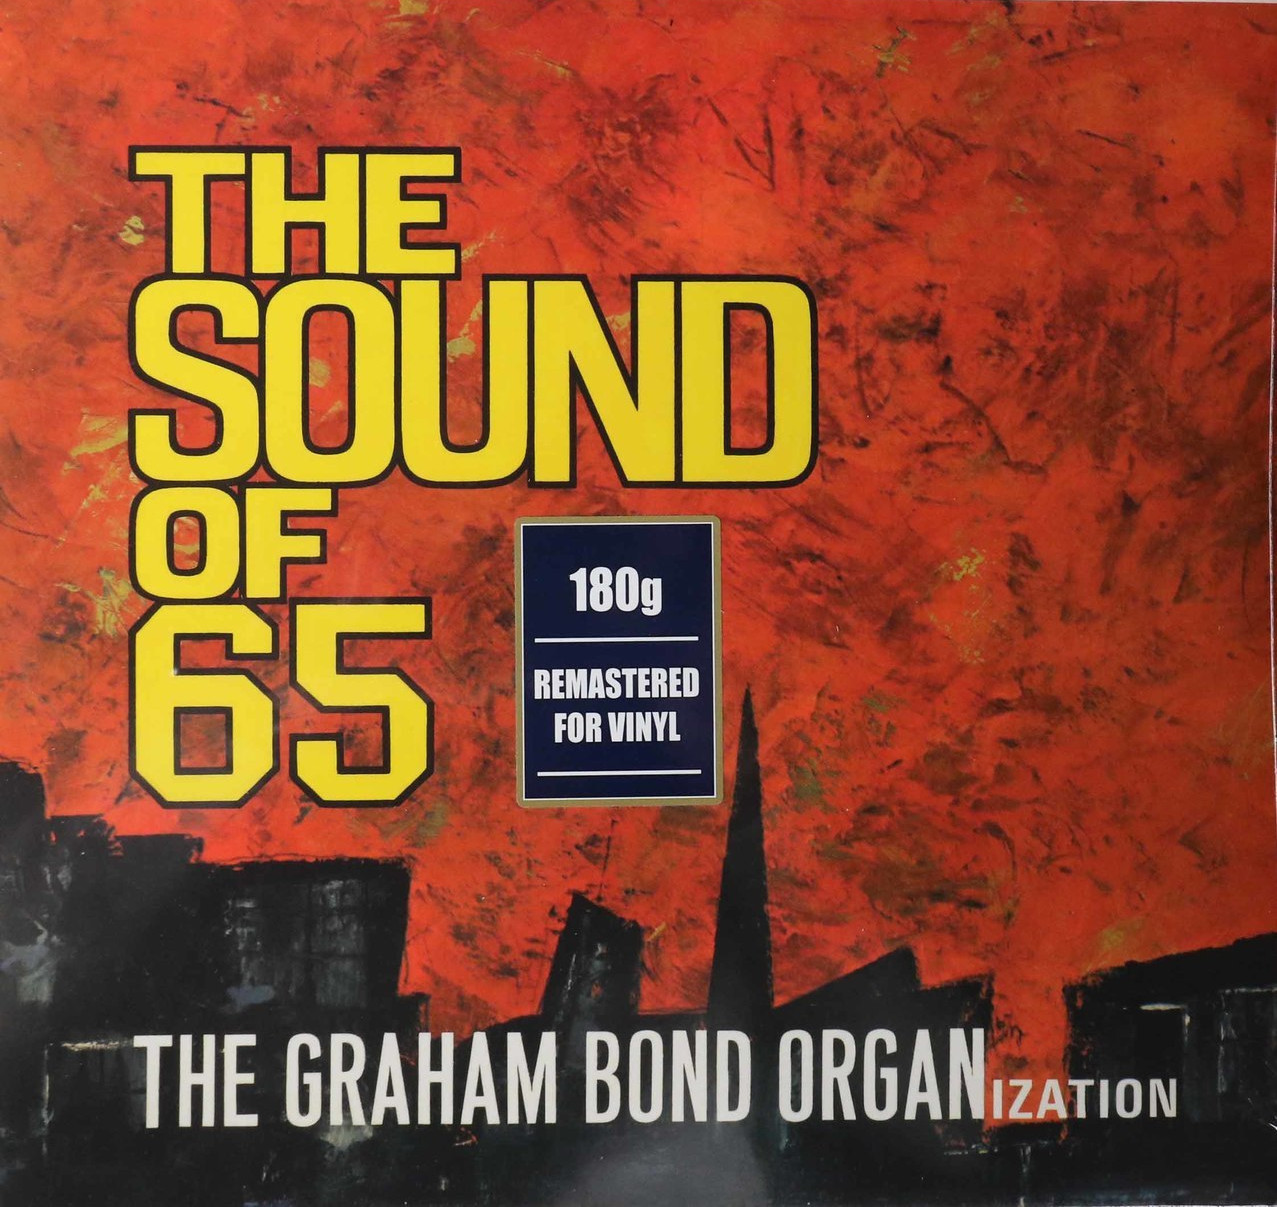 THE
SOUND
OF
65
180g
REMASTERED
FOR VINYL
THE GRAHAM BOND ORGANIZATION